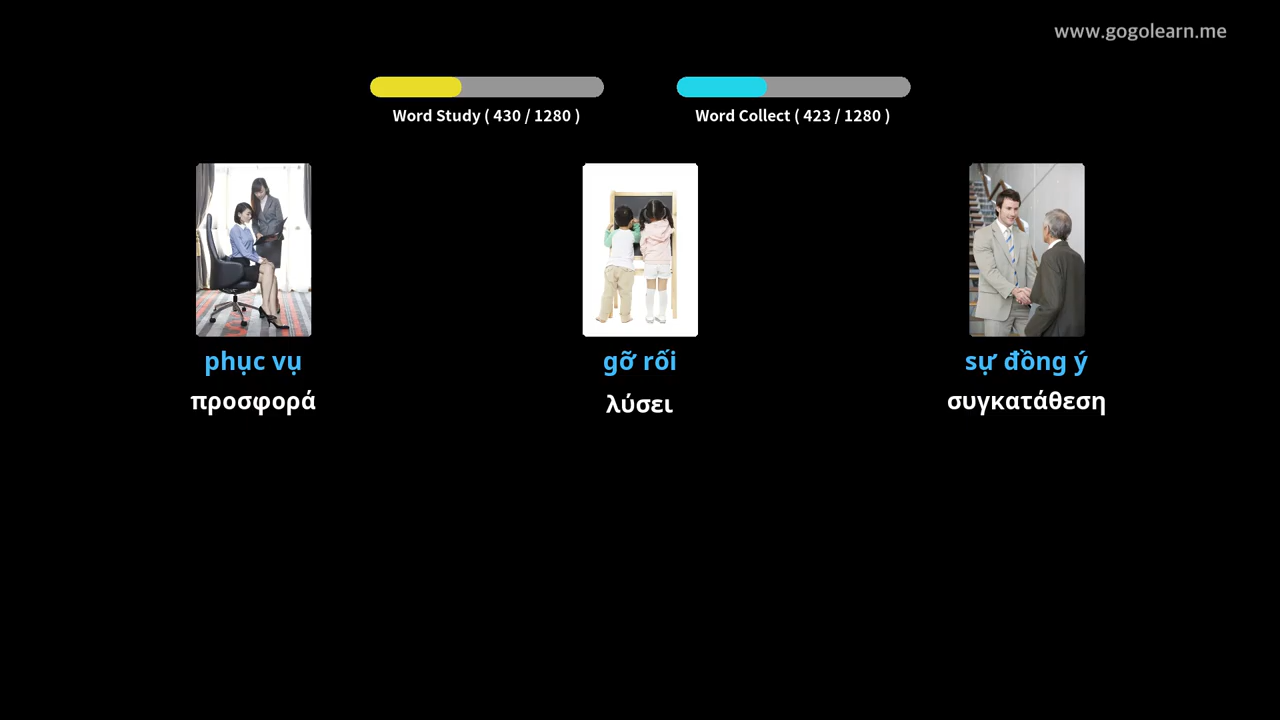 www.gogolearn.me
Word Study ( 430 / 1280 )
Word Collect ( 423 / 1280 )
phục vụ
προσφορά
gỡ rối
λύσει
sự đồng ý
συγκατάθεση